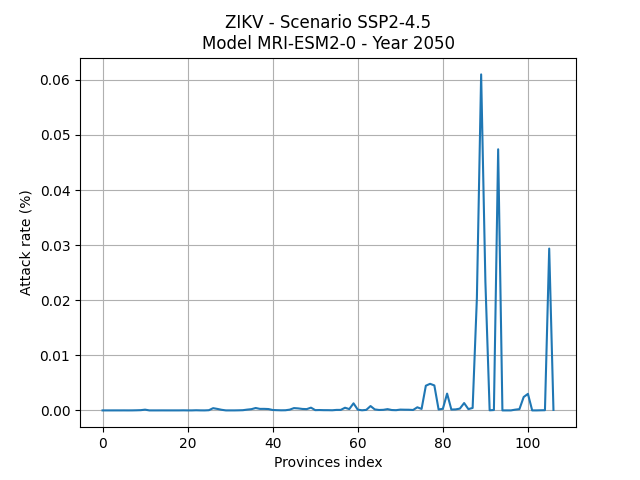 ZIKV - Scenario SSP2-4.5
Model MRI-ESM2-0 - Year 2050
0.06
0.05
0.04
0.03
0.02
0.01
0.00
Attack rate (%)
0 20 40 60 80 100
Provinces index